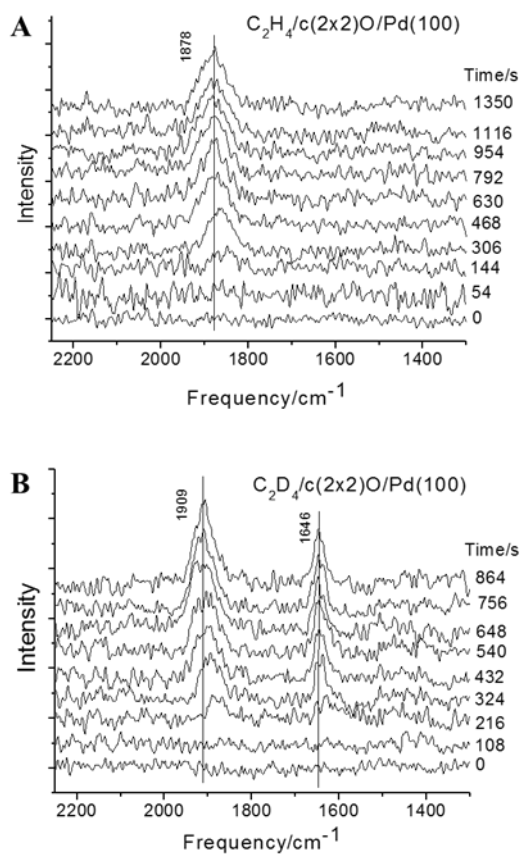 A
C₂H₄/c(2x2)O/Pd(100)
1878
Time/s
1350
1116
954
792
630
468
306
144
54
0
Intensity
2200 2000 1800 1600 1400
Frequency/cm⁻¹
B
C₂D₄/c(2x2)O/Pd(100)
1909
1646
Time/s
864
756
648
540
432
324
216
108
0
Intensity
2200 2000 1800 1600 1400
Frequency/cm⁻¹